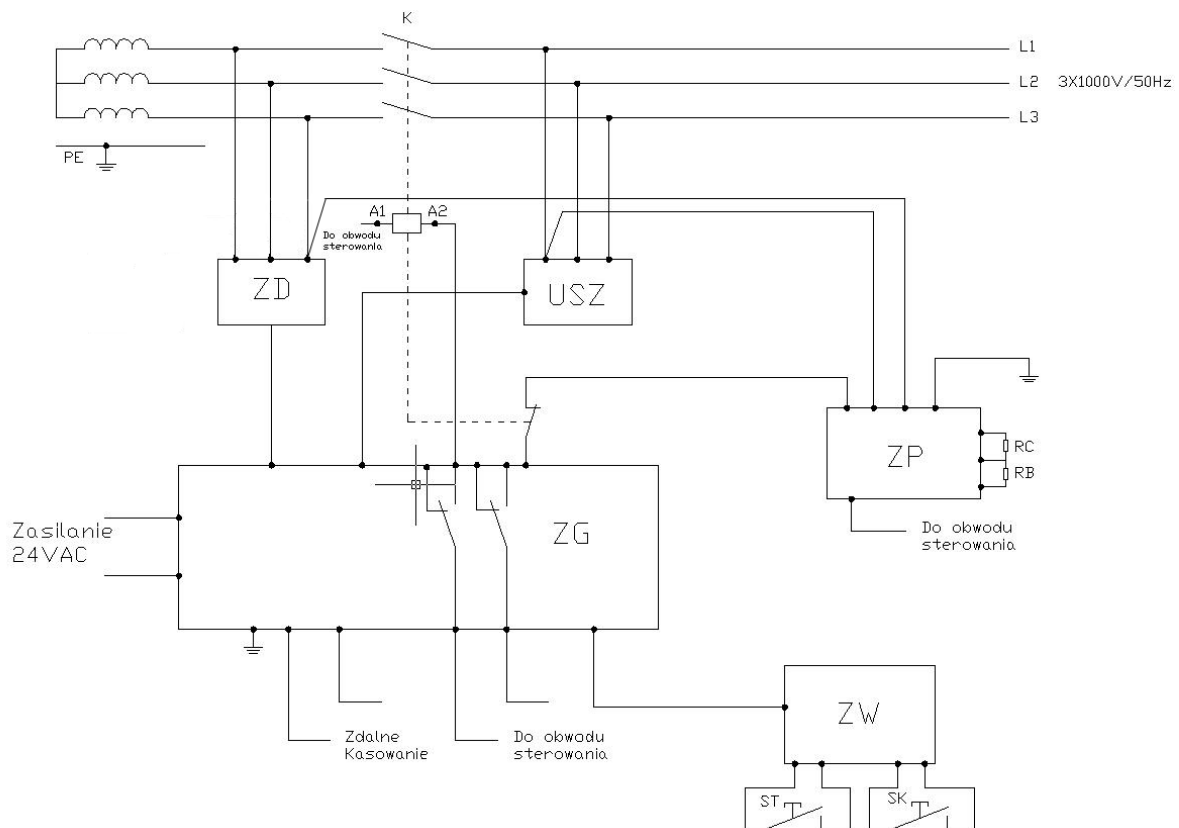 K
L1
L2 3X1000V/50Hz
L3
PE
A1 A2
Do obwodu
sterowania
ZD
USZ
ZP
RC
RB
Do obwodu
sterowania
Zasilanie
24VAC
ZG
ZW
Zdalne
Kasowanie
Do obwodu
sterowania
ST
SK